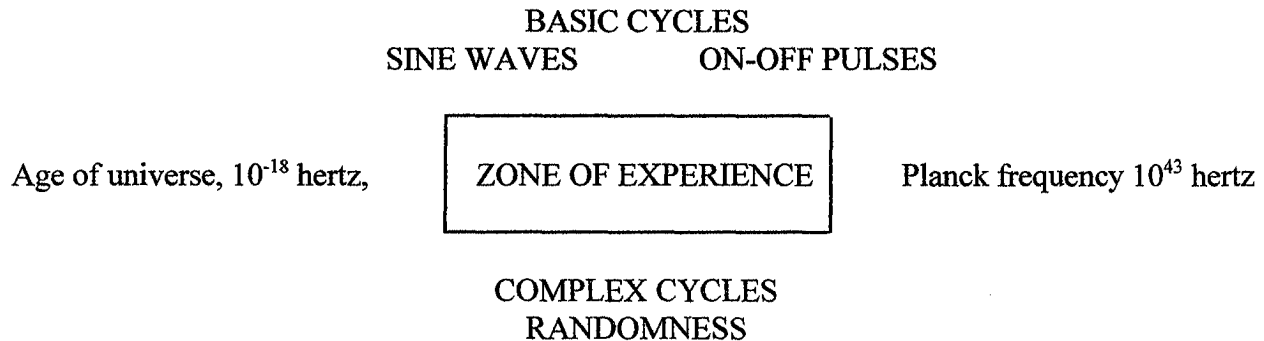 BASIC CYCLES
SINE WAVES ON-OFF PULSES
Age of universe, 10⁻¹⁸ hertz, ZONE OF EXPERIENCE Planck frequency 10⁴³ hertz
COMPLEX CYCLES
RANDOMNESS